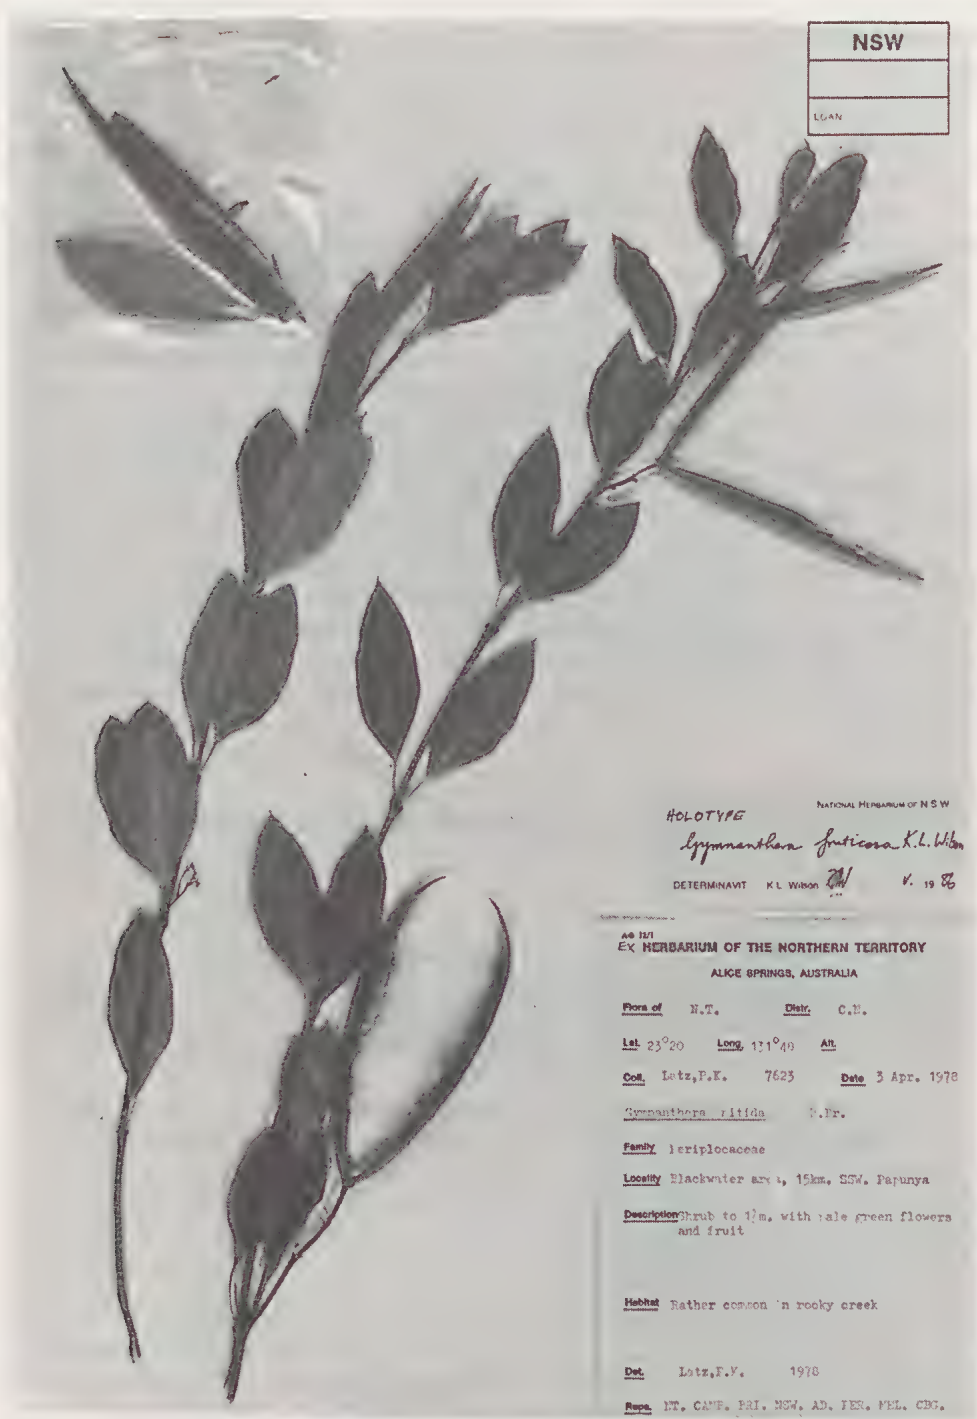 NSW
LOAN
NATIONAL HERBARIUM OF N S W
HOLOTYPE
Gymnanthera fruticosa K.L. Wilson
DETERMINAVIT K L Wilson V. 19 86
AG 12/1
Ex HERBARIUM OF THE NORTHERN TERRITORY
ALICE SPRINGS, AUSTRALIA
Flora of N.T. Distr. C.N.
Lat. 23°20 Long. 131°40 Alt.
Coll. Latz,P.K. 7623 Date 3 Apr. 1978
Gymnanthera nitida R.Br.
Family Periplocaceae
Locality Blackwater area, 15km. SSW. Papunya
Description Shrub to 1½m. with pale green flowers
and fruit
Habitat Rather common in rocky creek
Det. Latz,P.K. 1978
Reps. NT. CANB. PRI. NSW. AD. PER. MEL. CBG.